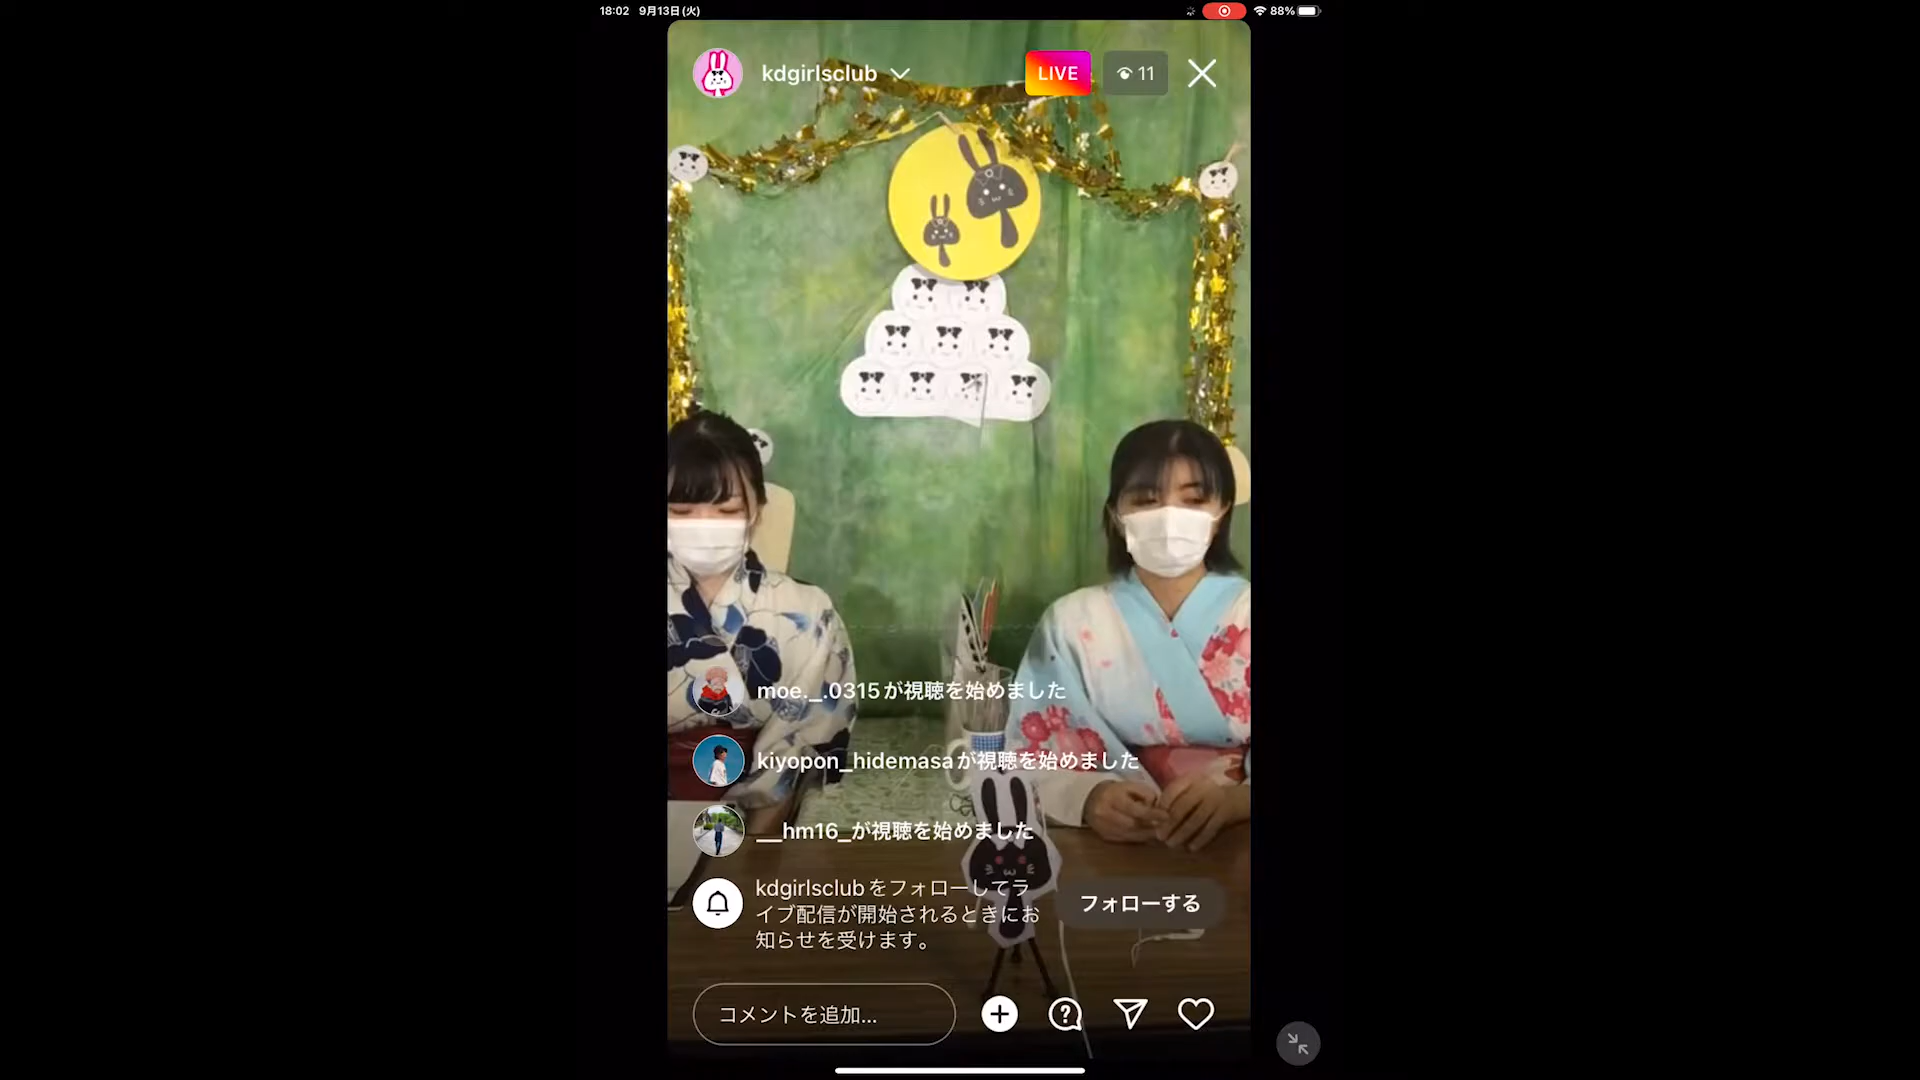 18:02 9月13日(火)
88%
kdgirlsclub
LIVE
11
moe._.0315が視聴を始めました
kiyopon_hidemasaが視聴を始めました
__hm16_が視聴を始めました
kdgirlsclubをフォローしてラ
イブ配信が開始されるときにお
知らせを受けます。
フォローする
コメントを追加...